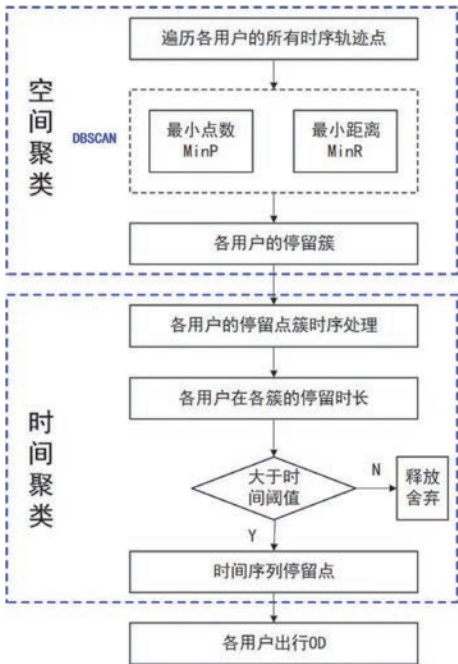 遍历各用户的所有时序轨迹点
空间聚类
DBSCAN
最小点数
MinP
最小距离
MinR
各用户的停留簇
各用户的停留点簇时序处理
各用户在各簇的停留时长
时间聚类
大于时
间阈值
N
释放
舍弃
Y
时间序列停留点
各用户出行OD